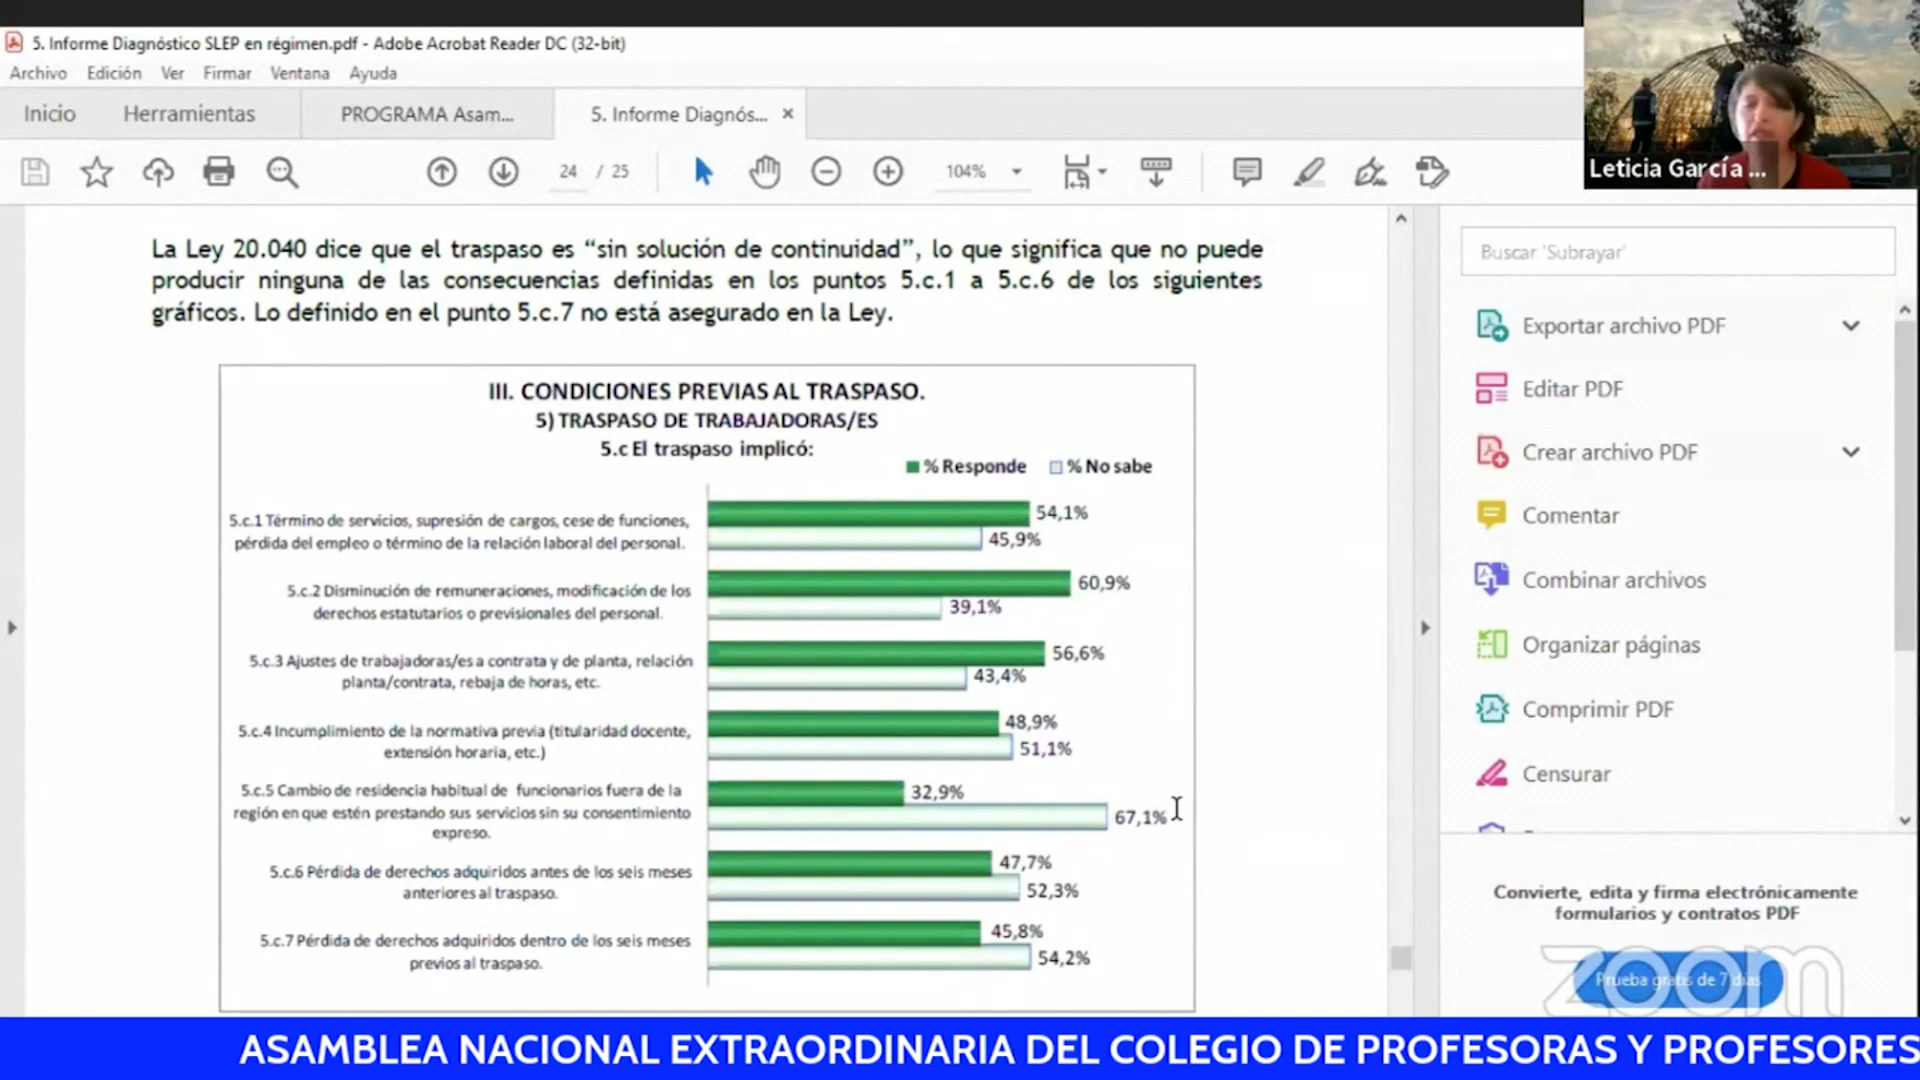 5. Informe Diagnóstico SLEP en régimen.pdf - Adobe Acrobat Reader DC (32-bit)
Archivo Edición Ver Firmar Ventana Ayuda
Inicio Herramientas PROGRAMA Asam... 5. Informe Diagnós... ×
24 / 25 104%
Leticia García ...
La Ley 20.040 dice que el traspaso es “sin solución de continuidad”, lo que significa que no puede
producir ninguna de las consecuencias definidas en los puntos 5.c.1 a 5.c.6 de los siguientes
gráficos. Lo definido en el punto 5.c.7 no está asegurado en la Ley.
III. CONDICIONES PREVIAS AL TRASPASO.
5) TRASPASO DE TRABAJADORAS/ES
5.c El traspaso implicó:
% Responde % No sabe
5.c.1 Término de servicios, supresión de cargos, cese de funciones,
pérdida del empleo o término de la relación laboral del personal.
54,1%
45,9%
5.c.2 Disminución de remuneraciones, modificación de los
derechos estatutarios o previsionales del personal.
60,9%
39,1%
5.c.3 Ajustes de trabajadoras/es a contrata y de planta, relación
planta/contrata, rebaja de horas, etc.
56,6%
43,4%
5.c.4 Incumplimiento de la normativa previa (titularidad docente,
extensión horaria, etc.)
48,9%
51,1%
5.c.5 Cambio de residencia habitual de funcionarios fuera de la
región en que estén prestando sus servicios sin su consentimiento
expreso.
32,9%
67,1%
5.c.6 Pérdida de derechos adquiridos antes de los seis meses
anteriores al traspaso.
47,7%
52,3%
5.c.7 Pérdida de derechos adquiridos dentro de los seis meses
previos al traspaso.
45,8%
54,2%
Buscar 'Subrayar'
Exportar archivo PDF
Editar PDF
Crear archivo PDF
Comentar
Combinar archivos
Organizar páginas
Comprimir PDF
Censurar
Convierte, edita y firma electrónicamente
formularios y contratos PDF
Prueba gratis de 7 días
zoom
ASAMBLEA NACIONAL EXTRAORDINARIA DEL COLEGIO DE PROFESORAS Y PROFESORES